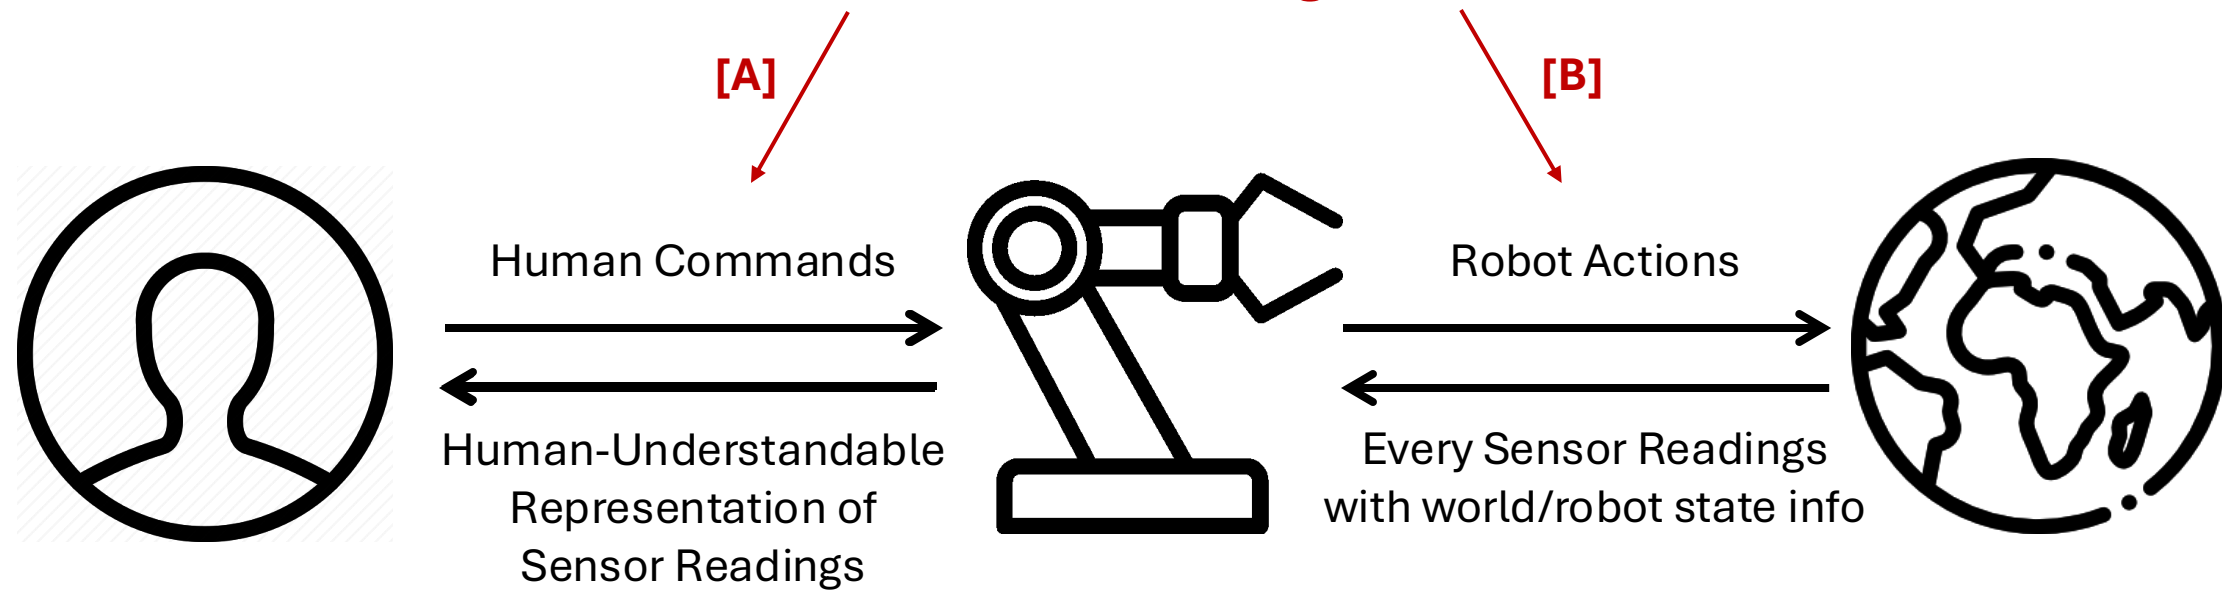 [A]
[B]
Human Commands
Robot Actions
Human-Understandable
Representation of
Sensor Readings
Every Sensor Readings
with world/robot state info